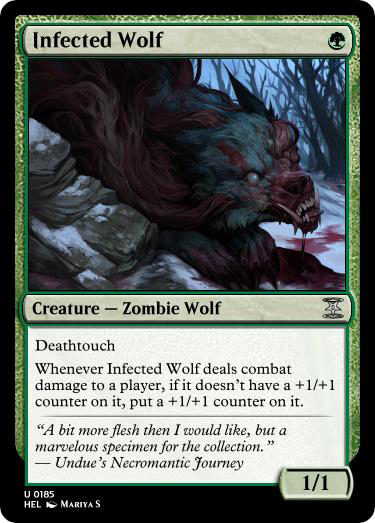 Infected Wolf
Creature — Zombie Wolf
Deathtouch
Whenever Infected Wolf deals combat
damage to a player, if it doesn't have a +1/+1
counter on it, put a +1/+1 counter on it.
“A bit more flesh then I would like, but a
marvelous specimen for the collection.”
— Undue's Necromantic Journey
1/1
U 0185
HEL Mariya S